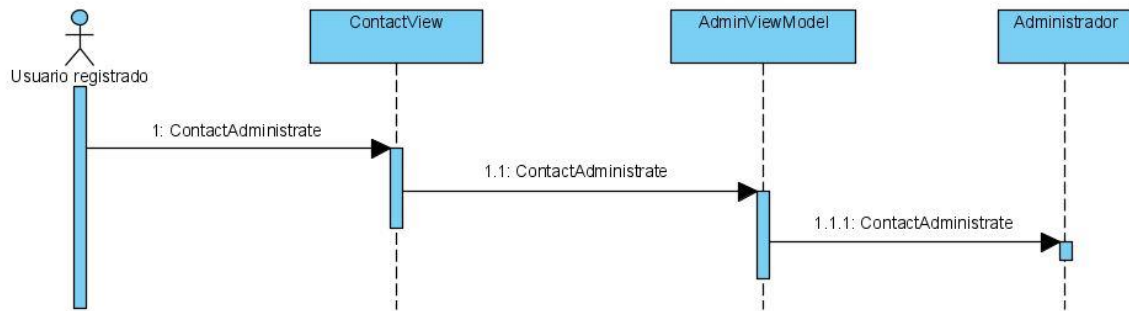 ContactView
AdminViewModel
Administrador
Usuario registrado
1: ContactAdministrate
1.1: ContactAdministrate
1.1.1: ContactAdministrate